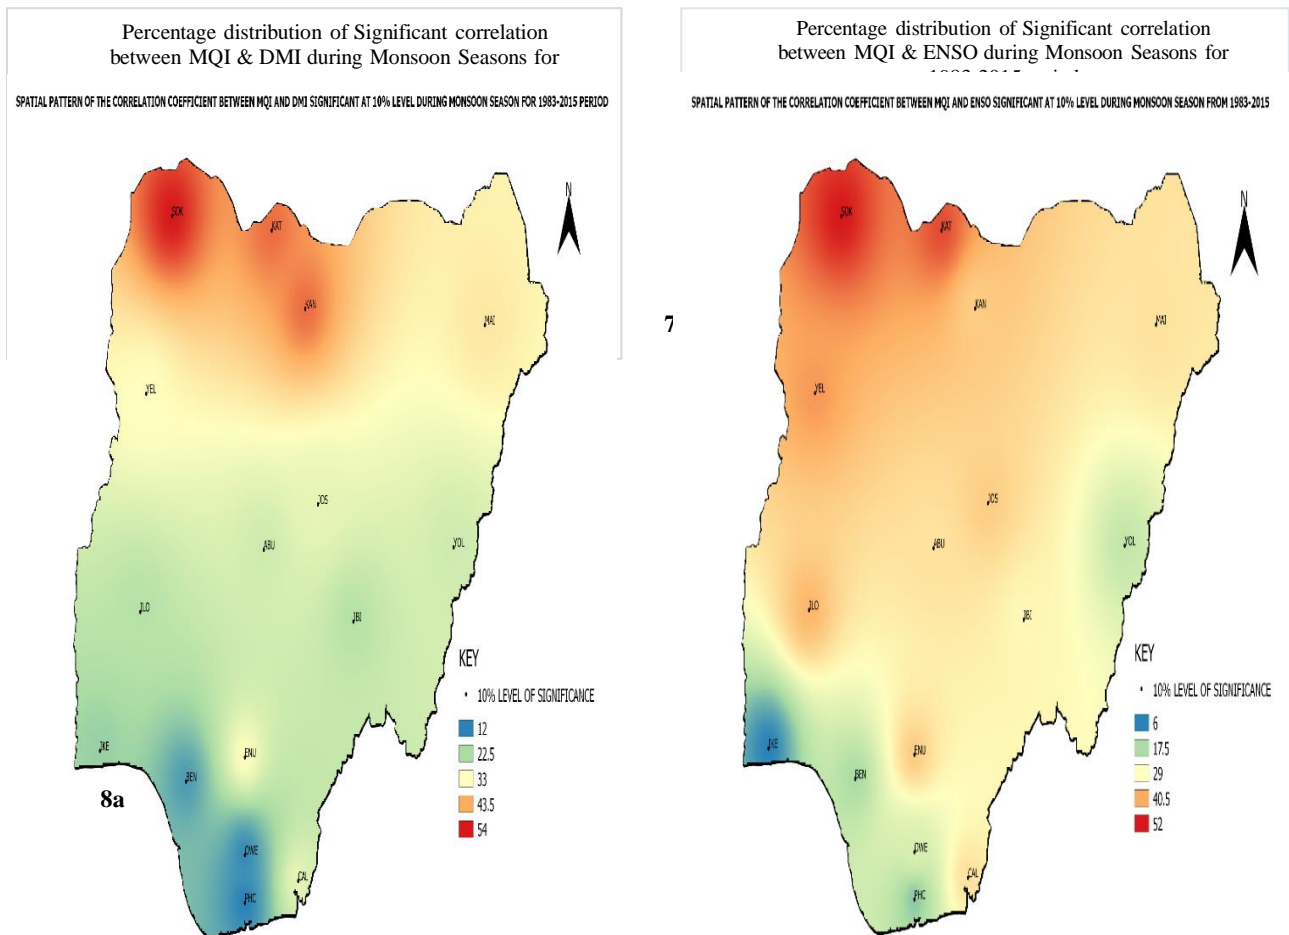 Percentage distribution of Significant correlation
between MQI & DMI during Monsoon Seasons for
SPATIAL PATTERN OF THE CORRELATION COEFFICIENT BETWEEN MQI AND DMI SIGNIFICANT AT 10% LEVEL DURING MONSOON SEASON FOR 1983-2015 PERIOD
N
SOK
KAT
KAN
MAI
YEL
JOS
ABU
YOL
ILO
IBI
KEY
10% LEVEL OF SIGNIFICANCE
12
22.5
33
43.5
54
IKE
ENU
BEN
8a
OWE
CAL
PHC
Percentage distribution of Significant correlation
between MQI & ENSO during Monsoon Seasons for
SPATIAL PATTERN OF THE CORRELATION COEFFICIENT BETWEEN MQI AND ENSO SIGNIFICANT AT 10% LEVEL DURING MONSOON SEASON FROM 1983-2015
N
SOK
KAT
KAN
MAI
7
YEL
JOS
ABU
YOL
ILO
IBI
KEY
10% LEVEL OF SIGNIFICANCE
6
17.5
29
40.5
52
IKE
ENU
BEN
OWE
CAL
PHC